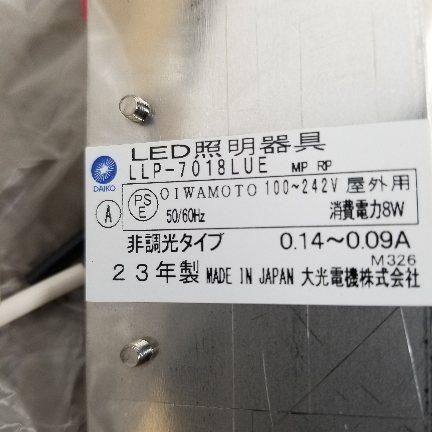 LED照明器具
LLP-7018LUE MP RP
DAIKO
A
PS
E
OIWAMOTO 100~242V 屋外用
50/60Hz 消費電力8W
非調光タイプ 0.14~0.09A
M326
23年製 MADE IN JAPAN 大光電機株式会社